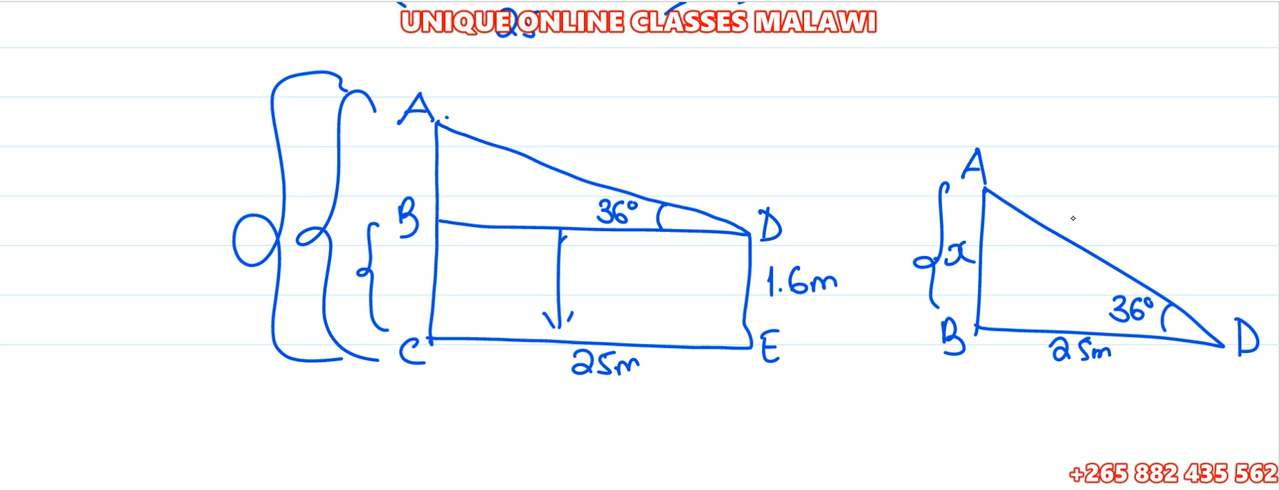 UNIQUE ONLINE CLASSES MALAWI
A
B
36°
D
1.6m
C
25m
E
A
x
36°
B
25m
D
+265 882 435 562